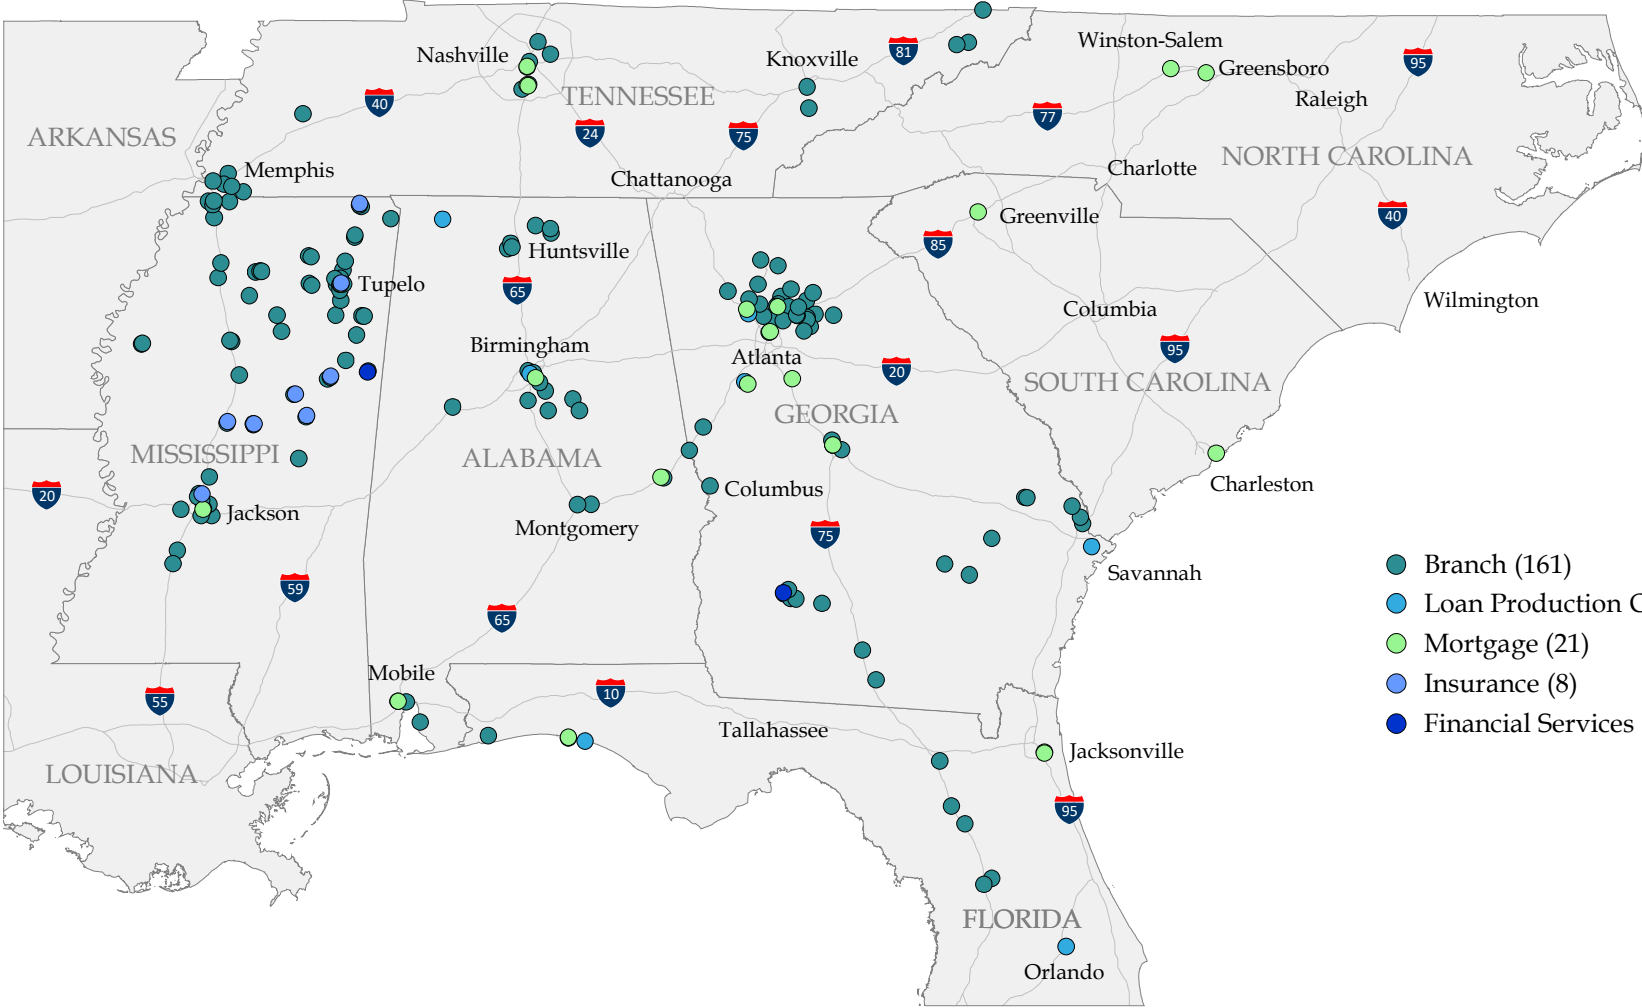 81
Winston-Salem
Nashville
Knoxville
95
Greensboro
40
TENNESSEE
Raleigh
77
24
75
ARKANSAS
NORTH CAROLINA
Memphis
Charlotte
Chattanooga
40
Greenville
85
Huntsville
Tupelo
65
Wilmington
Columbia
Birmingham
95
Atlanta
20
SOUTH CAROLINA
GEORGIA
MISSISSIPPI
ALABAMA
20
Columbus
Charleston
Jackson
Montgomery
75
59
Savannah
Branch (161)
Loan Production
65
Mortgage (21)
Mobile
Insurance (8)
55
10
Financial Services
Tallahassee
Jacksonville
LOUISIANA
95
FLORIDA
Orlando